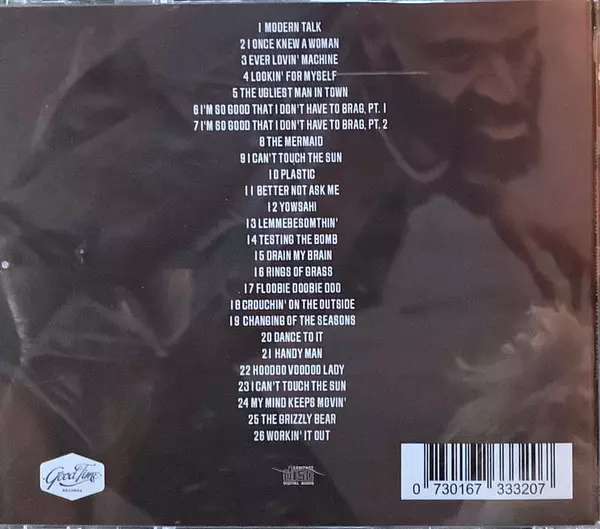 1 MODERN TALK
2 I ONCE KNEW A WOMAN
3 EVER LOVIN' MACHINE
4 LOOKIN' FOR MYSELF
5 THE UGLIEST MAN IN TOWN
6 I'M SO GOOD THAT I DON'T HAVE TO BRAG, PT. 1
7 I'M SO GOOD THAT I DON'T HAVE TO BRAG, PT. 2
8 THE MERMAID
9 I CAN'T TOUCH THE SUN
10 PLASTIC
11 BETTER NOT ASK ME
12 YOWSAHI
13 LEMMEBESOMTHIN'
14 TESTING THE BOMB
15 DRAIN MY BRAIN
16 RINGS OF GRASS
17 FLOOBIE DOOBIE DOO
18 CROUCHIN' ON THE OUTSIDE
19 CHANGING OF THE SEASONS
20 DANCE TO IT
21 HANDY MAN
22 HOODOO VOODOO LADY
23 I CAN'T TOUCH THE SUN
24 MY MIND KEEPS MOVIN'
25 THE GRIZZLY BEAR
26 WORKIN' IT OUT
Good Time
RECORDS
COMPACT
disc
DIGITAL AUDIO
0 730167 333207